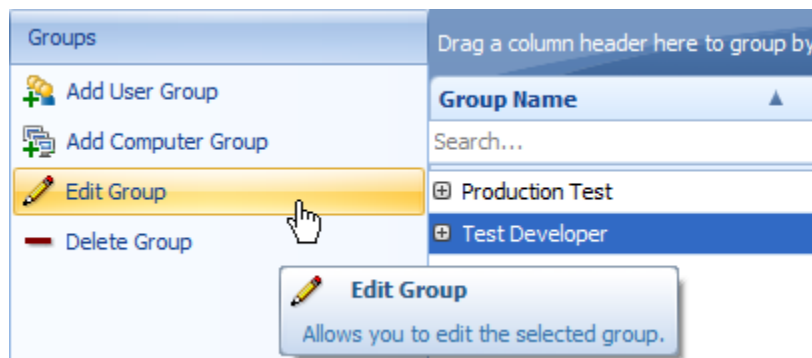 Groups
Add User Group
Add Computer Group
Edit Group
Delete Group
Drag a column header here to group by
Group Name
Search...
Production Test
Test Developer
Edit Group
Allows you to edit the selected group.